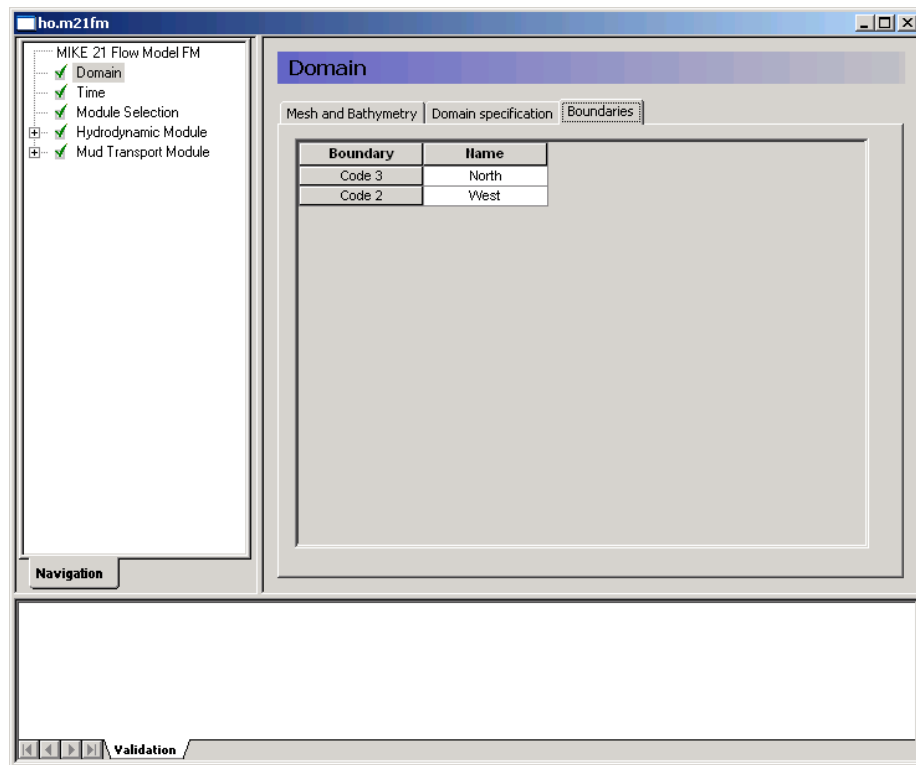 ho.m21fm
MIKE 21 Flow Model FM
Domain
Time
Module Selection
Hydrodynamic Module
Mud Transport Module
Navigation
Domain
Mesh and Bathymetry Domain specification Boundaries
Boundary Name
Code 3 North
Code 2 West
Validation